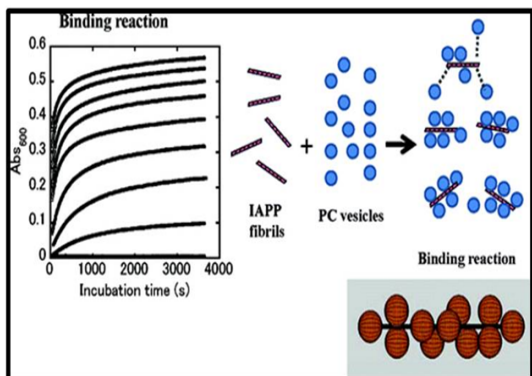 Binding reaction
0.6
0.5
0.4
0.3
0.2
0.1
0
Abs600
0 1000 2000 3000 4000
Incubation time (s)
+
IAPP
fibrils
PC vesicles
Binding reaction